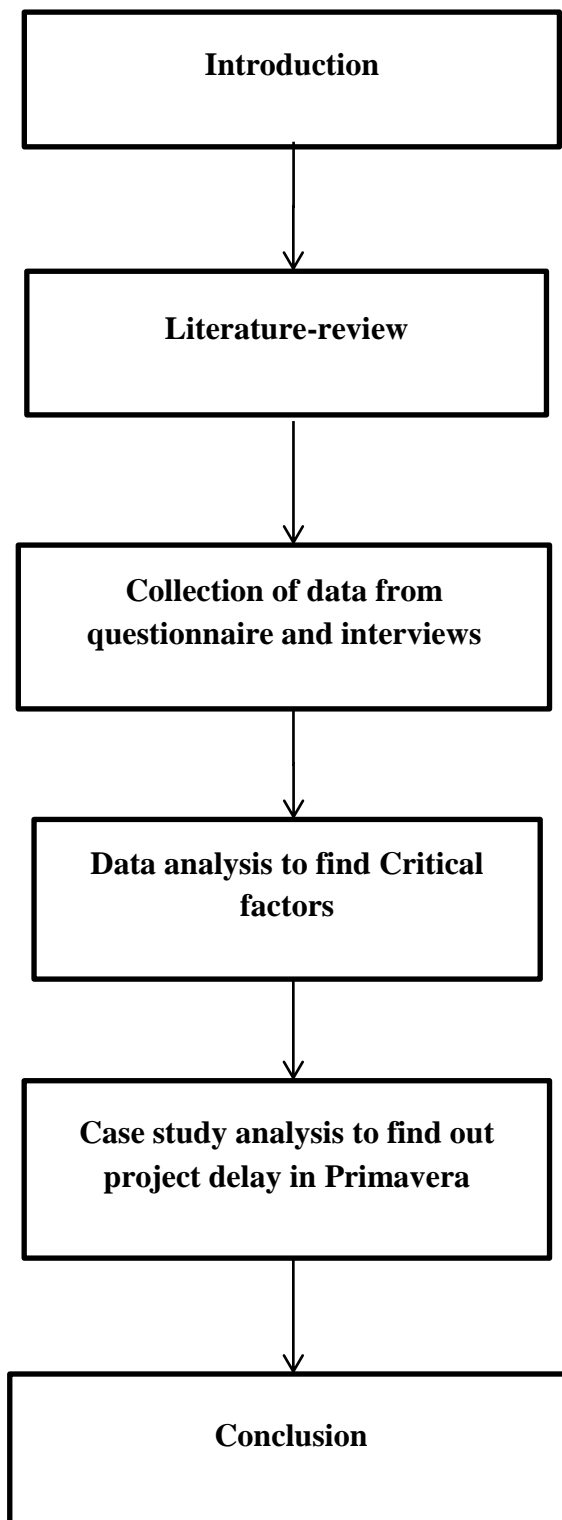 Introduction
Literature-review
Collection of data from
questionnaire and interviews
Data analysis to find Critical
factors
Case study analysis to find out
project delay in Primavera
Conclusion